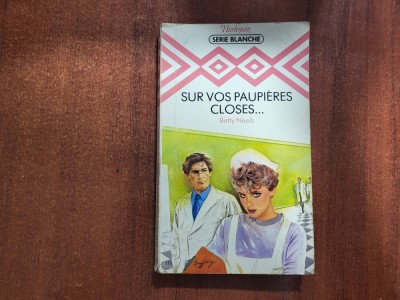 Harlequin
SERIE BLANCHE
SUR VOS PAUPIÈRES
CLOSES...
Betty Neels